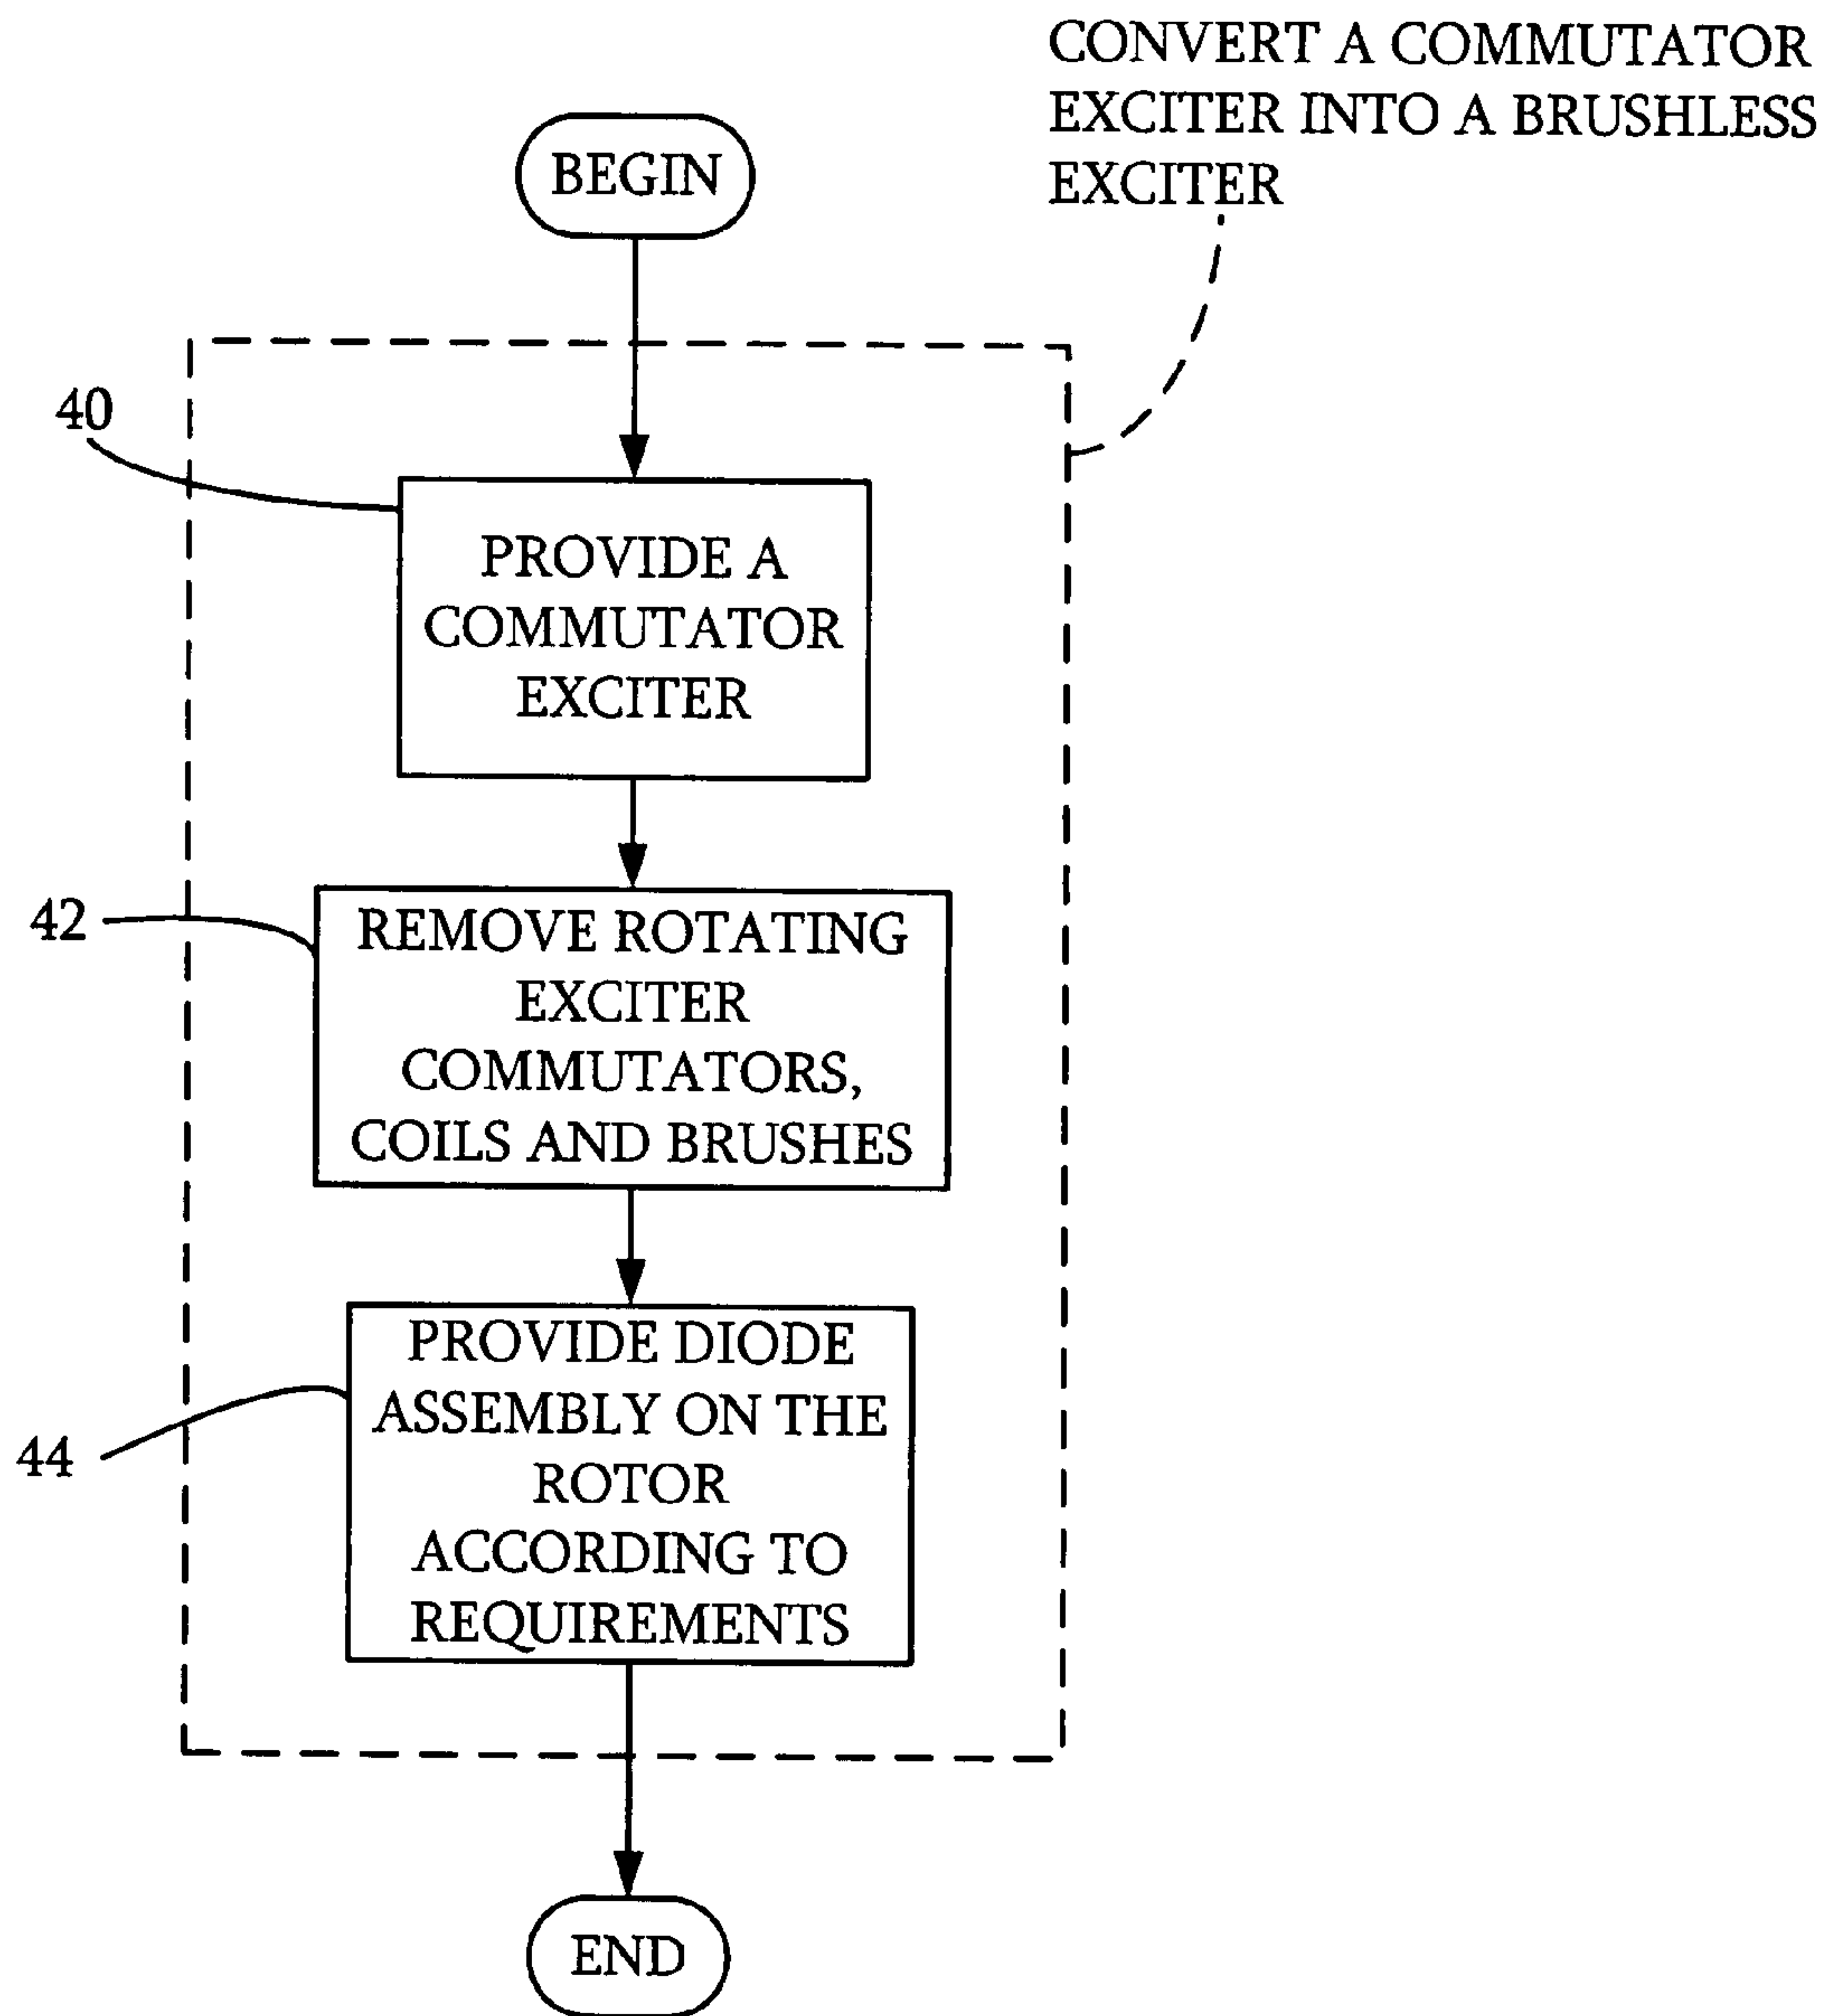 CONVERT A COMMUTATOR
EXCITER INTO A BRUSHLESS
EXCITER
BEGIN
40
PROVIDE A
COMMUTATOR
EXCITER
42
REMOVE ROTATING
EXCITER
COMMUTATORS,
COILS AND BRUSHES
44
PROVIDE DIODE
ASSEMBLY ON THE
ROTOR
ACCORDING TO
REQUIREMENTS
END